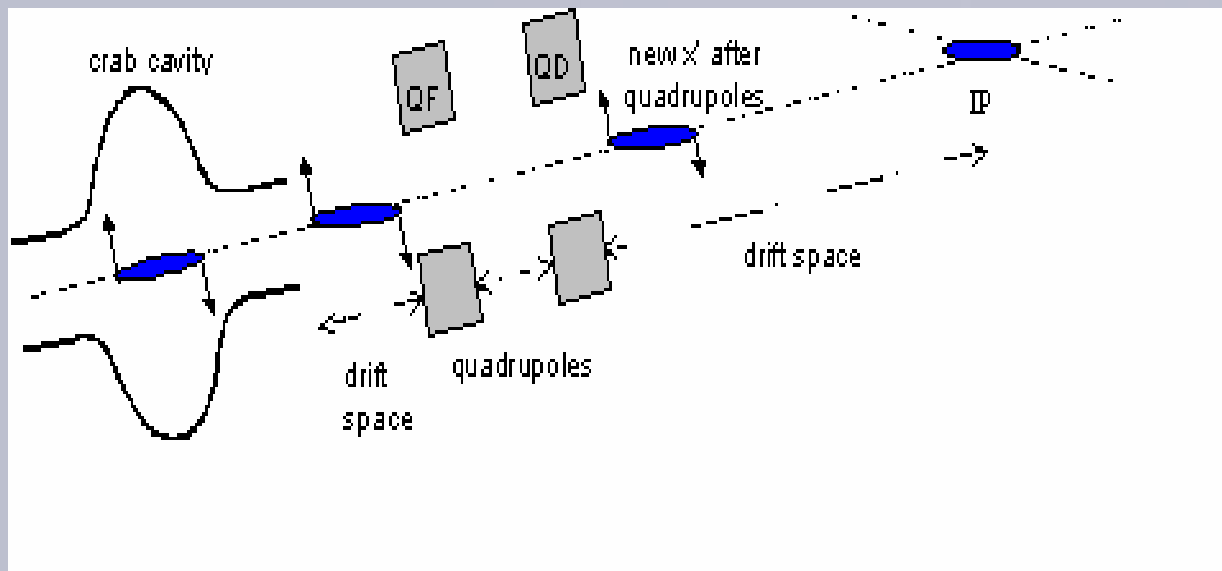 crab cavity
QF
QD
new x' after
quadrupoles
IP
drift space
quadrupoles
drift
space